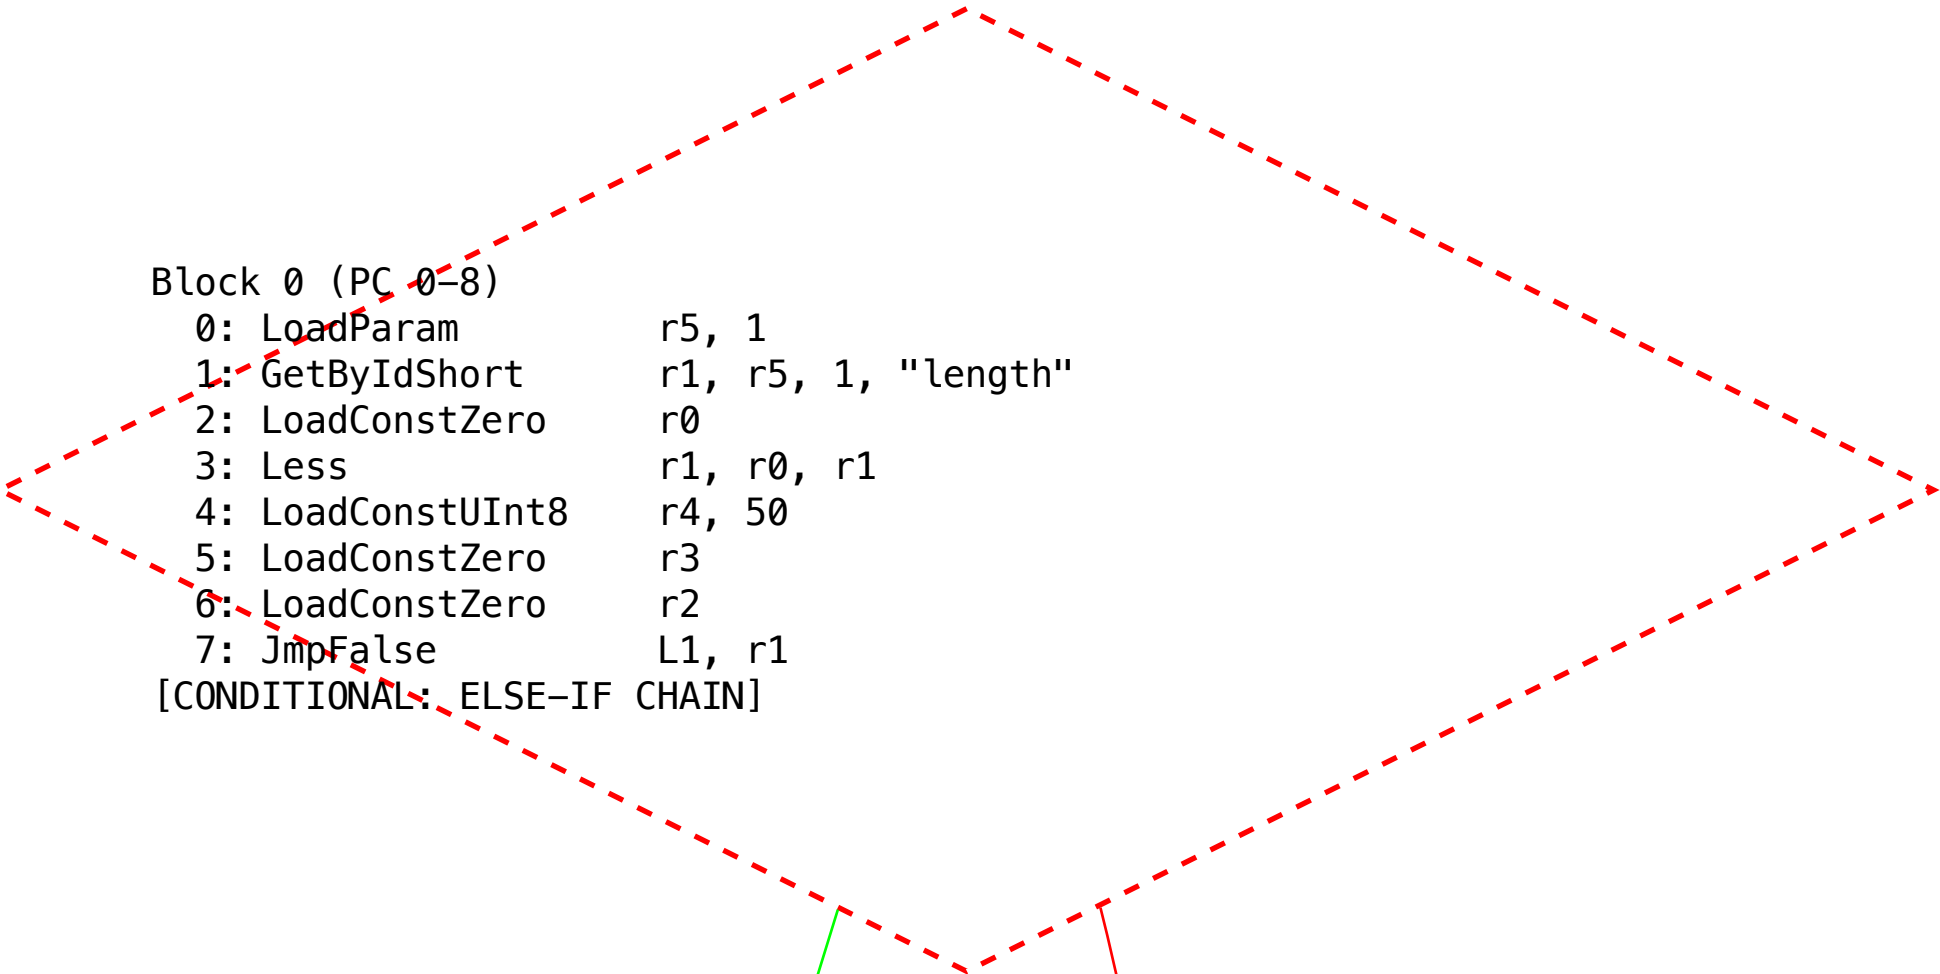 Block 0 (PC 0–8)
0: LoadParam r5, 1
1: GetByIdShort r1, r5, 1, "length"
2: LoadConstZero r0
3: Less r1, r0, r1
4: LoadConstUInt8 r4, 50
5: LoadConstZero r3
6: LoadConstZero r2
7: JmpFalse L1, r1
[CONDITIONAL: ELSE–IF CHAIN]